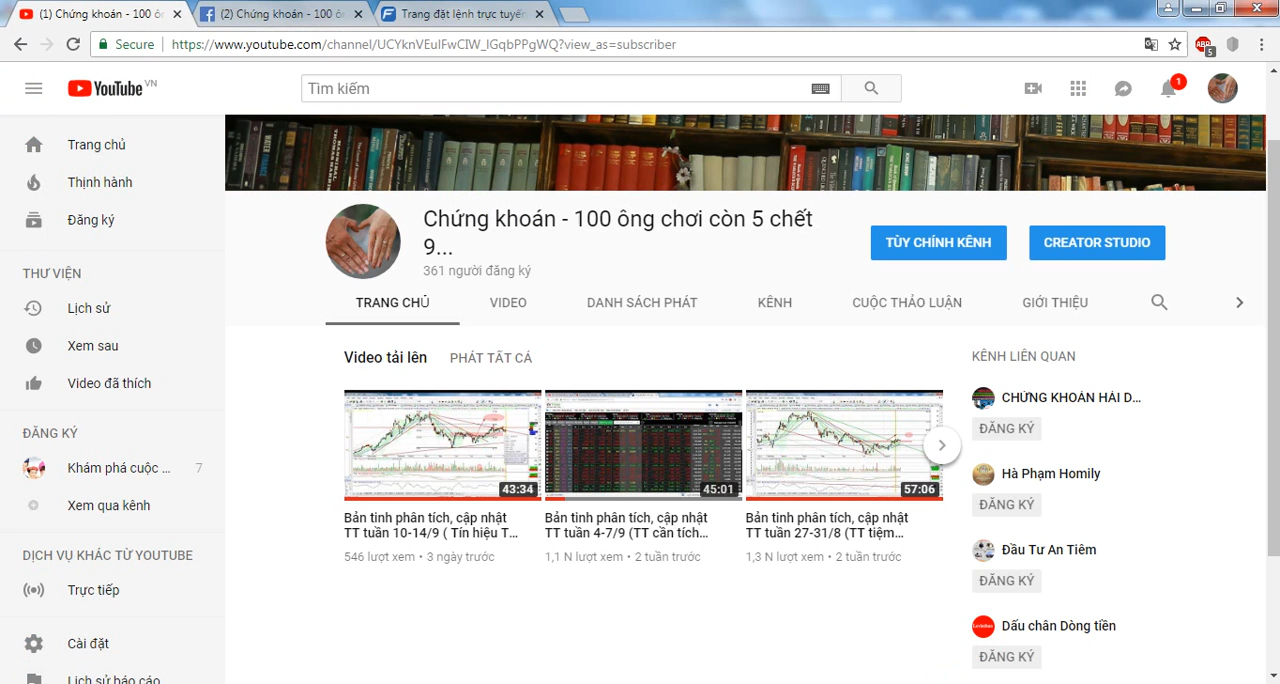 (1) Chứng khoán - 100 ô
(2) Chứng khoán - 100 ôn
Trang đặt lệnh trực tuyến
Secure
https://www.youtube.com/channel/UCYknVEuIFwCIW_lGqbPPgWQ?view_as=subscriber
ABP
5
YouTube VN
Tìm kiếm
1
Trang chủ
Thịnh hành
Đăng ký
THƯ VIỆN
Lịch sử
Xem sau
Video đã thích
ĐĂNG KÝ
Khám phá cuộc ... 7
Xem qua kênh
DỊCH VỤ KHÁC TỪ YOUTUBE
Trực tiếp
Cài đặt
Lịch sử báo cáo
Chứng khoán - 100 ông chơi còn 5 chết
9...
361 người đăng ký
TÙY CHỈNH KÊNH
CREATOR STUDIO
TRANG CHỦ
VIDEO
DANH SÁCH PHÁT
KÊNH
CUỘC THẢO LUẬN
GIỚI THIỆU
Video tải lên
PHÁT TẤT CẢ
43:34
Bản tinh phân tích, cập nhật
TT tuần 10-14/9 ( Tín hiệu T...
546 lượt xem • 3 ngày trước
45:01
Bản tinh phân tích, cập nhật
TT tuần 4-7/9 (TT cần tích...
1,1 N lượt xem • 2 tuần trước
57:06
Bản tinh phân tích, cập nhật
TT tuần 27-31/8 (TT tiệm...
1,3 N lượt xem • 2 tuần trước
KÊNH LIÊN QUAN
CHỨNG KHOÁN HẢI D...
ĐĂNG KÝ
Hà Phạm Homily
ĐĂNG KÝ
Đầu Tư An Tiêm
ĐĂNG KÝ
Dấu chân Dòng tiền
ĐĂNG KÝ